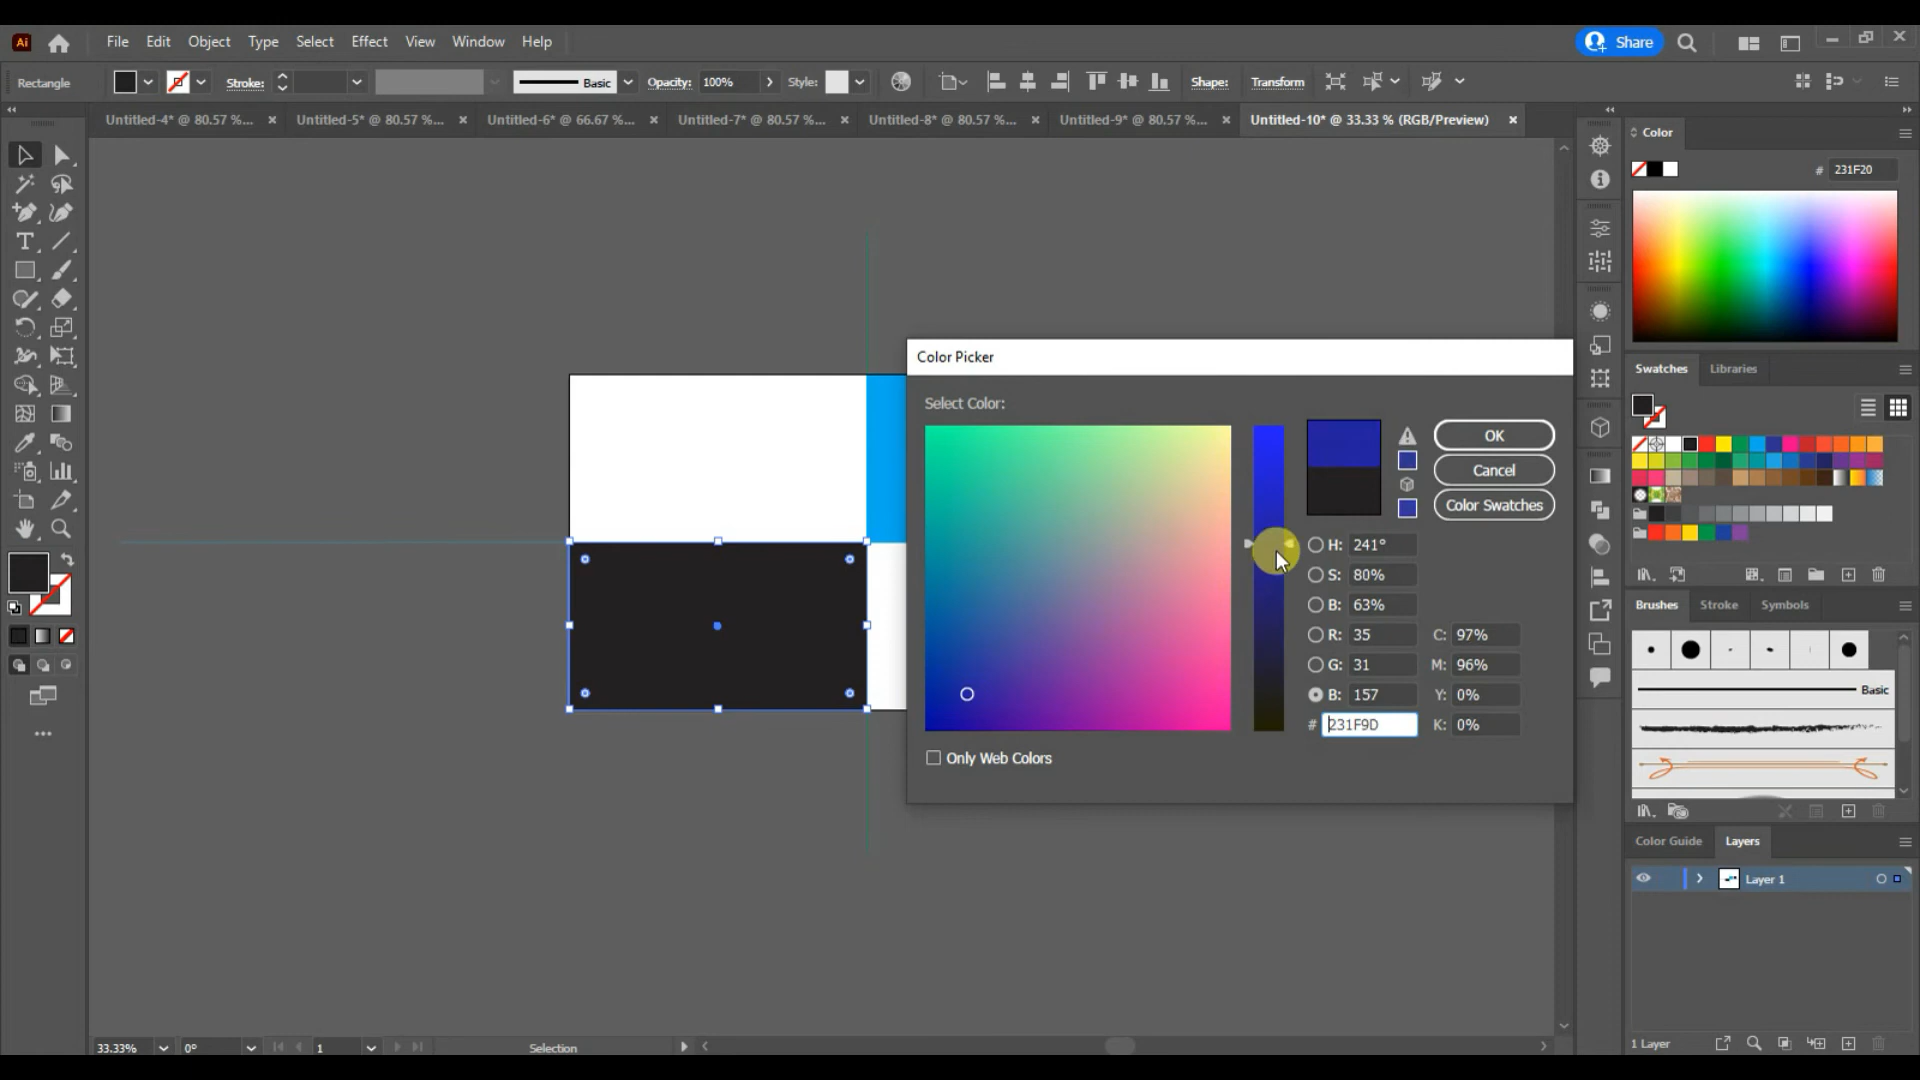 Ai File Edit Object Type Select Effect View Window Help Share
Rectangle Stroke: Basic Opacity: 100% Style: Shape: Transform
Untitled-4* @ 80.57 %... Untitled-5* @ 80.57 %... Untitled-6* @ 66.67 %... Untitled-7* @ 80.57 %... Untitled-8* @ 80.57 %... Untitled-9* @ 80.57 %... Untitled-10* @ 33.33 % (RGB/Preview)
Color
# 231F20
Color Picker
Select Color:
OK
Cancel
Color Swatches
H: 241°
S: 80%
B: 63%
R: 35 C: 97%
G: 31 M: 96%
B: 157 Y: 0%
# 231F9D K: 0%
Only Web Colors
Swatches Libraries
Brushes Stroke Symbols
Basic
Color Guide Layers
Layer 1
33.33% 0° 1 Selection
1 Layer